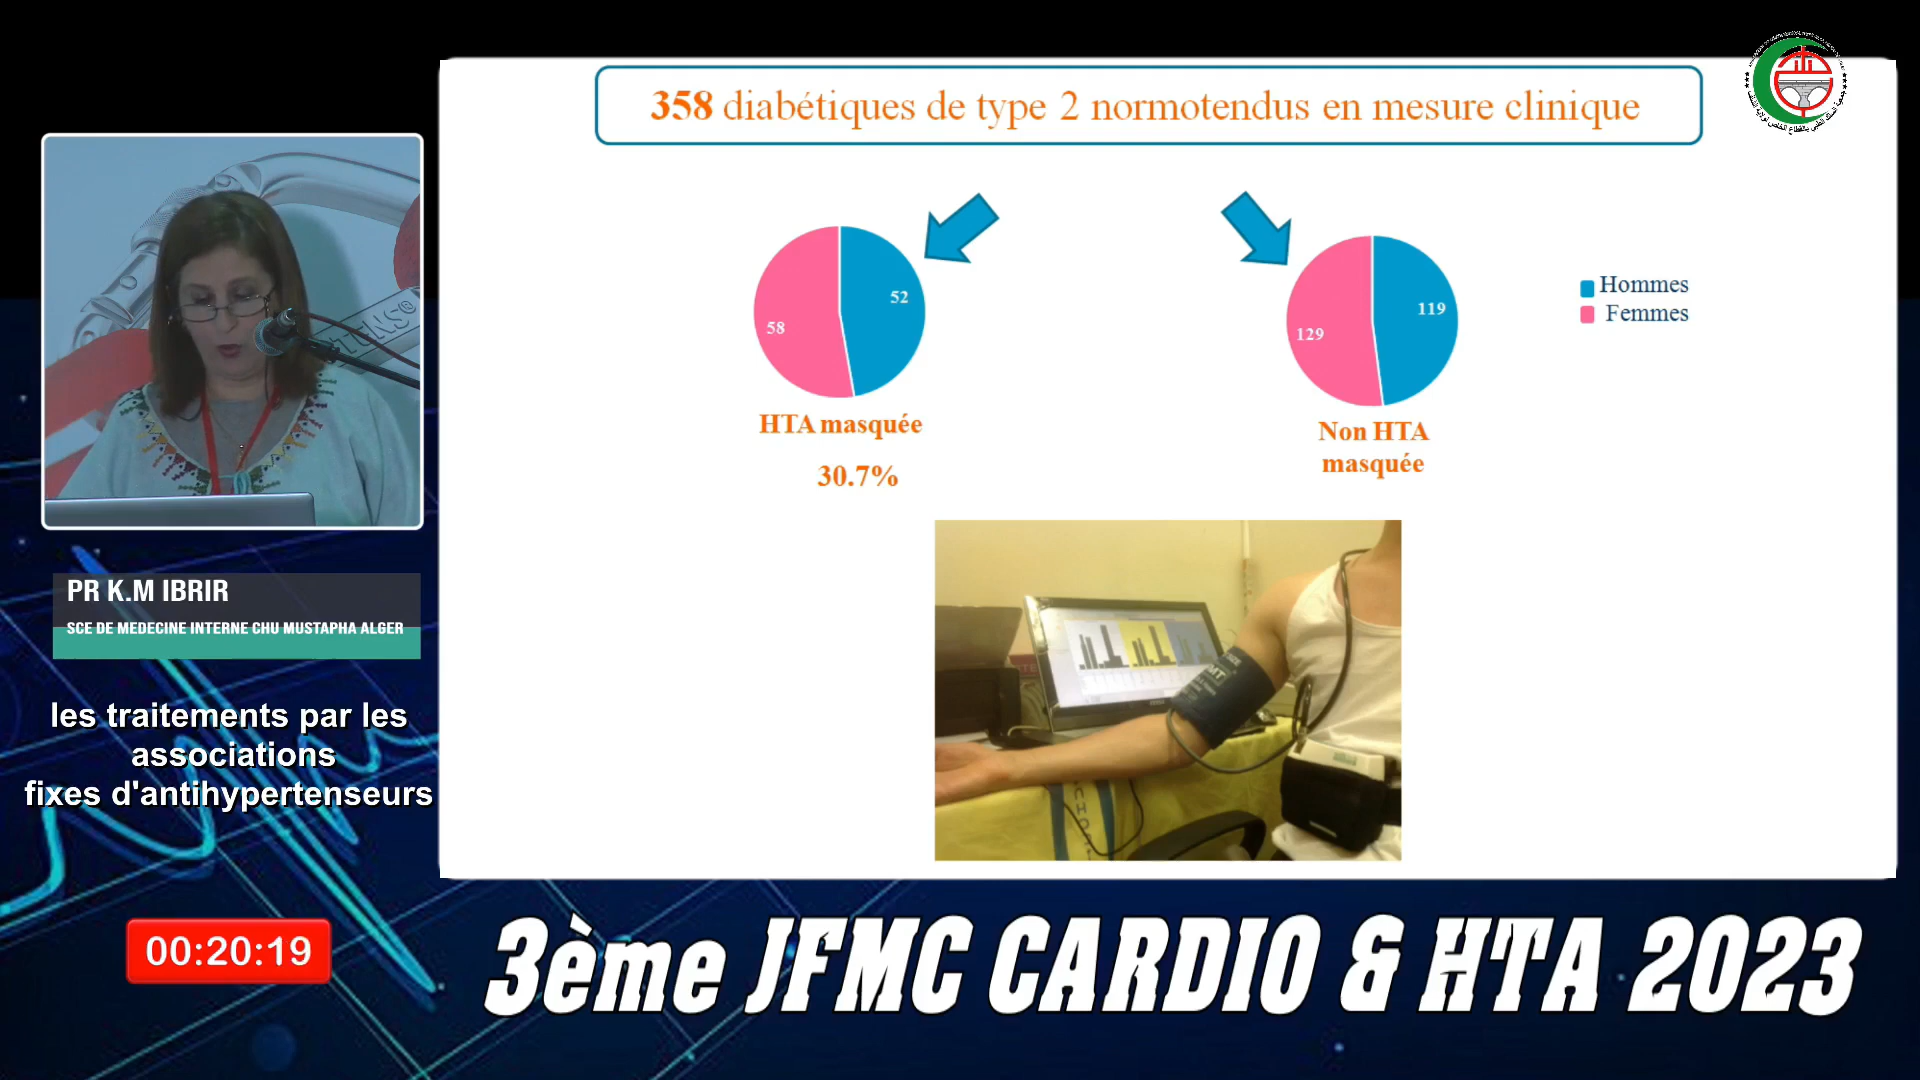 358 diabétiques de type 2 normotendus en mesure clinique
52
58
HTA masquée
30.7%
119
129
Non HTA
masquée
Hommes
Femmes
PR K.M IBRIR
SCE DE MEDECINE INTERNE CHU MUSTAPHA ALGER
les traitements par les
associations
fixes d'antihypertenseurs
00:20:19
3ème JFMC CARDIO & HTA 2023